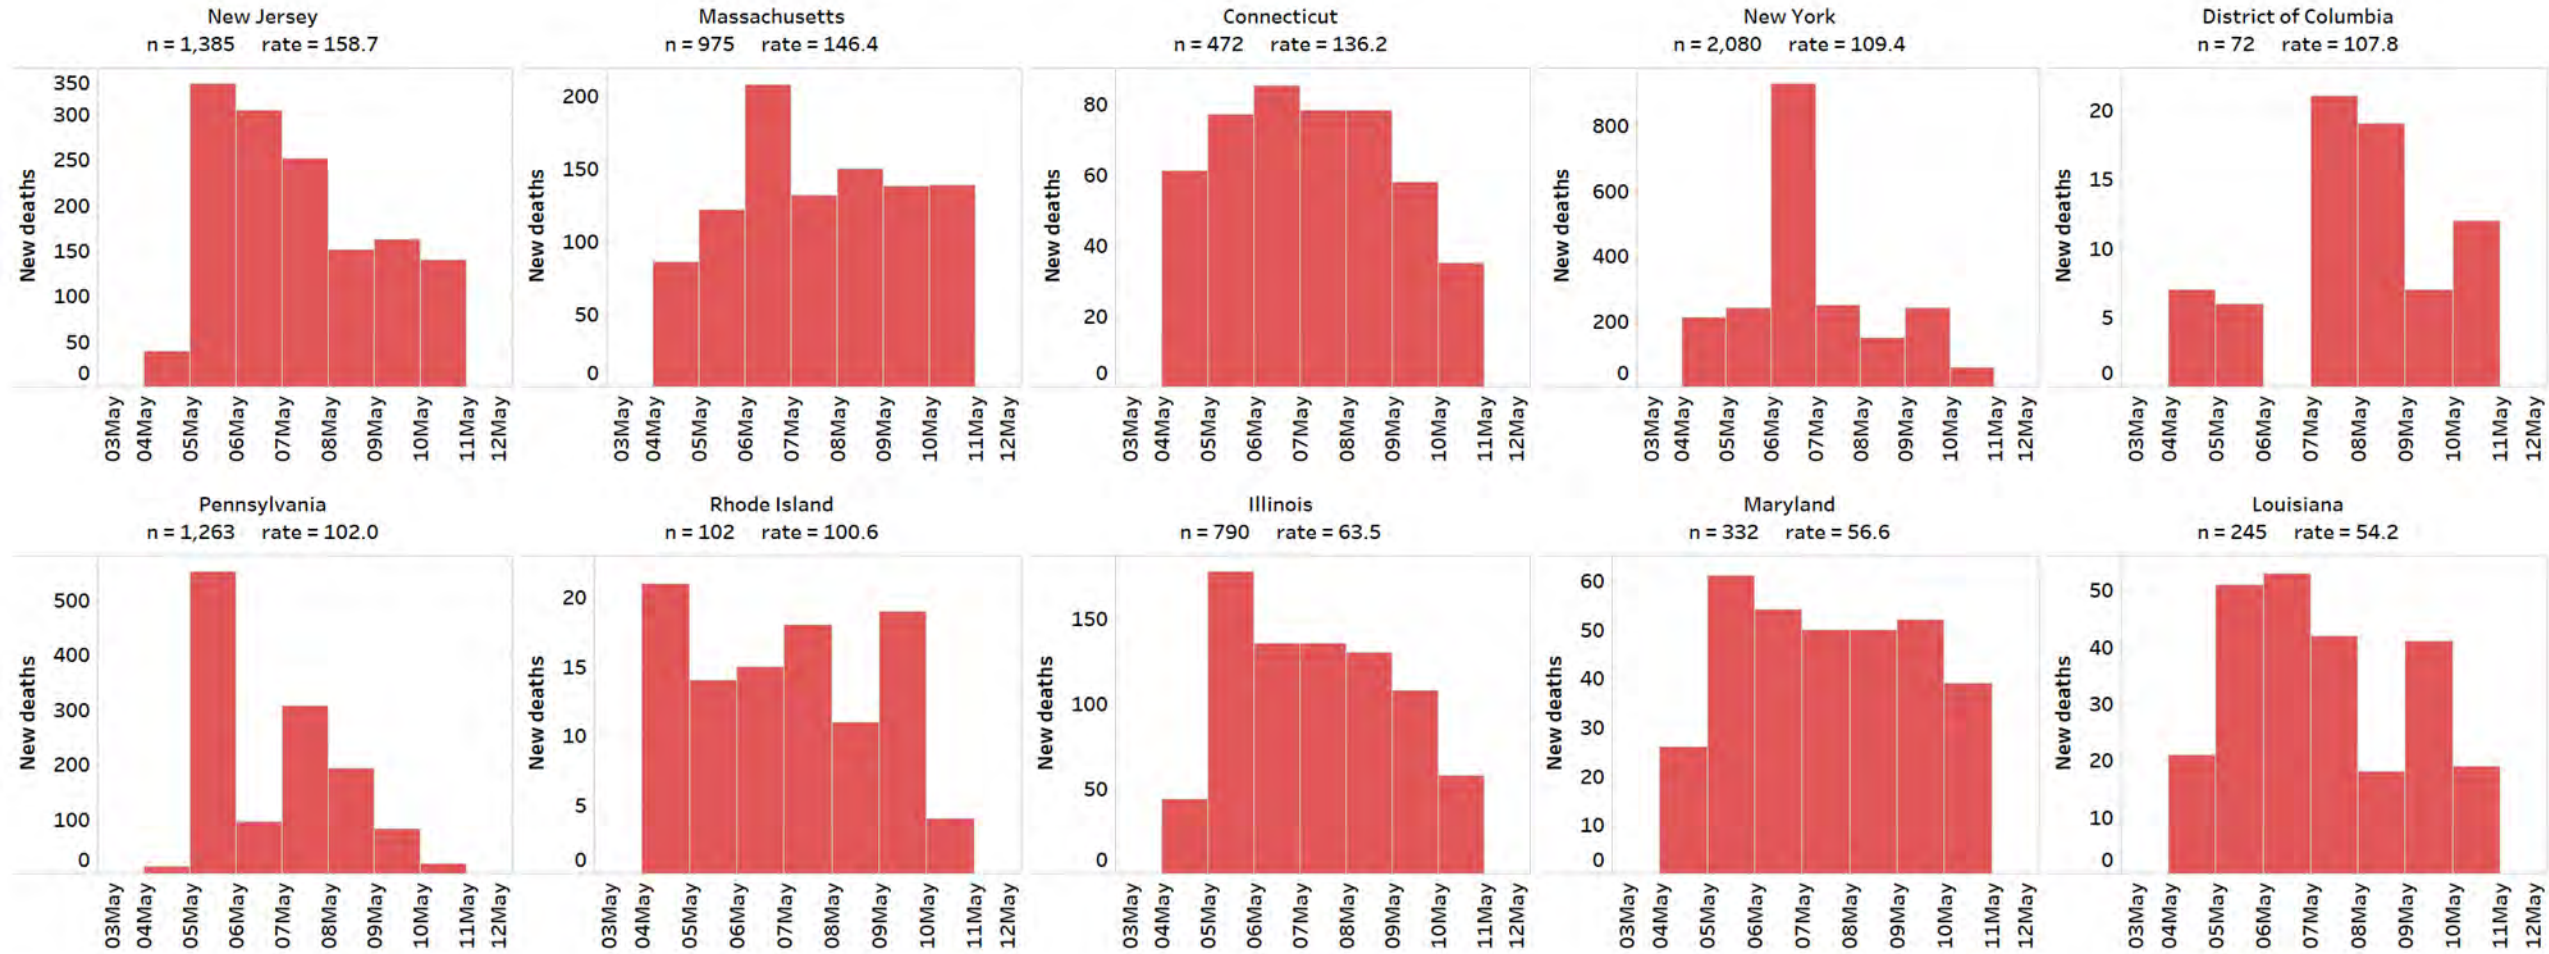 New Jersey
n = 1,385 rate = 158.7
New deaths
350
300
250
200
150
100
50
0
03May
04May
05May
06May
07May
08May
09May
10May
11May
12May
Massachusetts
n = 975 rate = 146.4
New deaths
200
150
100
50
0
03May
04May
05May
06May
07May
08May
09May
10May
11May
12May
Connecticut
n = 472 rate = 136.2
New deaths
80
60
40
20
0
03May
04May
05May
06May
07May
08May
09May
10May
11May
12May
New York
n = 2,080 rate = 109.4
New deaths
800
600
400
200
0
03May
04May
05May
06May
07May
08May
09May
10May
11May
12May
District of Columbia
n = 72 rate = 107.8
New deaths
20
15
10
5
0
03May
04May
05May
06May
07May
08May
09May
10May
11May
12May
Pennsylvania
n = 1,263 rate = 102.0
New deaths
500
400
300
200
100
0
03May
04May
05May
06May
07May
08May
09May
10May
11May
12May
Rhode Island
n = 102 rate = 100.6
New deaths
20
15
10
5
0
03May
04May
05May
06May
07May
08May
09May
10May
11May
12May
Illinois
n = 790 rate = 63.5
New deaths
150
100
50
0
03May
04May
05May
06May
07May
08May
09May
10May
11May
12May
Maryland
n = 332 rate = 56.6
New deaths
60
50
40
30
20
10
0
03May
04May
05May
06May
07May
08May
09May
10May
11May
12May
Louisiana
n = 245 rate = 54.2
New deaths
50
40
30
20
10
0
03May
04May
05May
06May
07May
08May
09May
10May
11May
12May